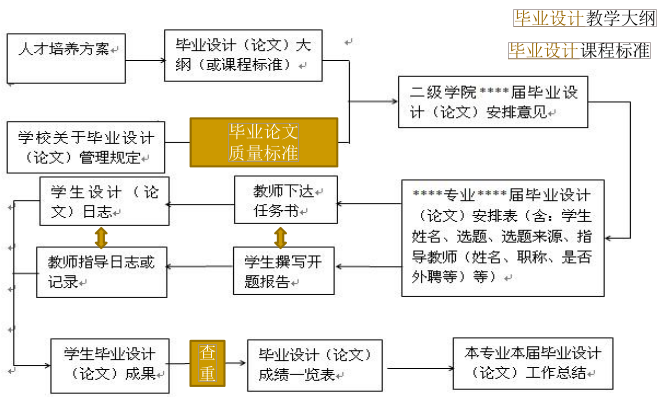 毕业设计教学大纲
毕业设计课程标准
人才培养方案
毕业设计（论文）大
纲（或课程标准）
二级学院****届毕业设
计（论文）安排意见
学校关于毕业设计
（论文）管理规定
毕业论文
质量标准
学生设计（论
文）日志
教师下达
任务书
****专业****届毕业设计
（论文）安排表（含：学生
姓名、选题、选题来源、指
导教师（姓名、职称、是否
外聘等）等）
教师指导日志或
记录
学生撰写开
题报告
学生毕业设计
（论文）成果
查
重
毕业设计（论文）
成绩一览表
本专业本届毕业设计
（论文）工作总结